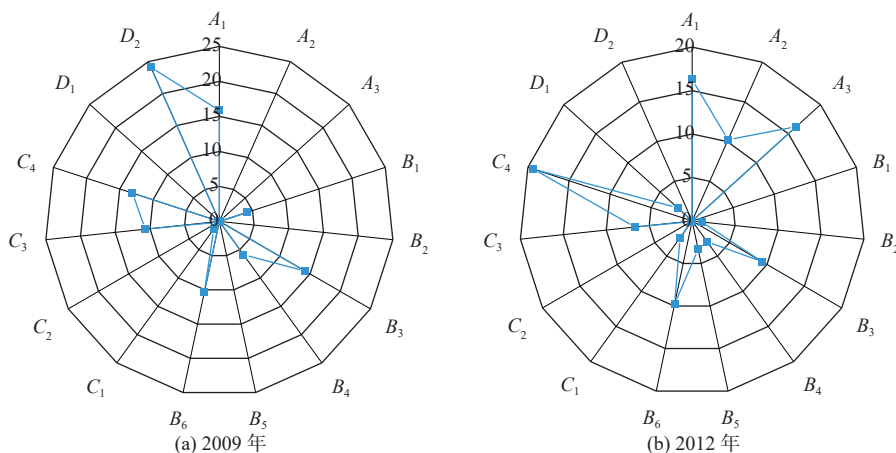 A₁
A₂
A₃
B₁
B₂
B₃
B₄
B₅
B₆
C₁
C₂
C₃
C₄
D₁
D₂
25
20
15
10
5
0
(a) 2009 年
A₁
A₂
A₃
B₁
B₂
B₃
B₄
B₅
B₆
C₁
C₂
C₃
C₄
D₁
D₂
20
15
10
5
0
(b) 2012 年